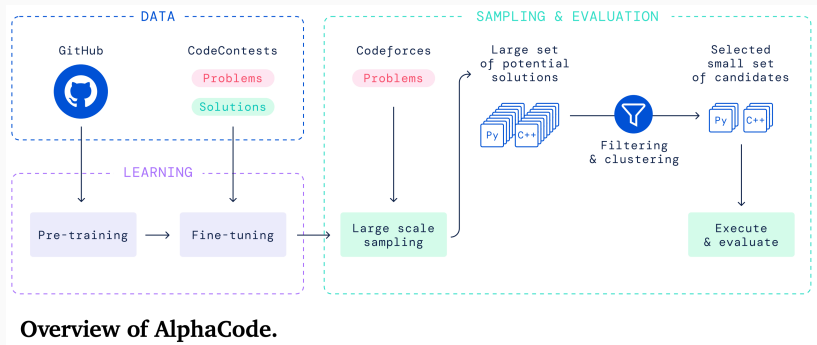 DATA
GitHub
CodeContests
Problems
Solutions
LEARNING
Pre-training
Fine-tuning
SAMPLING & EVALUATION
Codeforces
Problems
Large scale
sampling
Large set
of potential
solutions
Py
C++
Filtering
& clustering
Selected
small set
of candidates
Py
C++
Execute
& evaluate
Overview of AlphaCode.